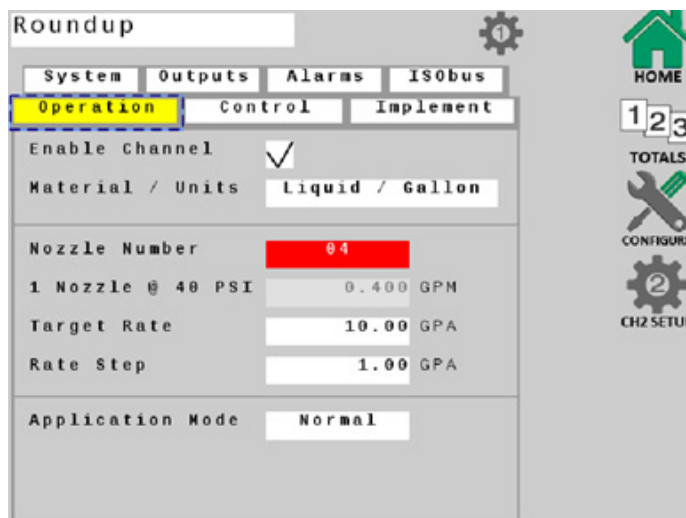 Roundup
1
System Outputs Alarms ISObus
Operation Control Implement
Enable Channel
Material / Units Liquid / Gallon
Nozzle Number 04
1 Nozzle @ 40 PSI 0.400 GPM
Target Rate 10.00 GPA
Rate Step 1.00 GPA
Application Mode Normal
HOME
123
TOTALS
CONFIGUR
2
CH2 SETU